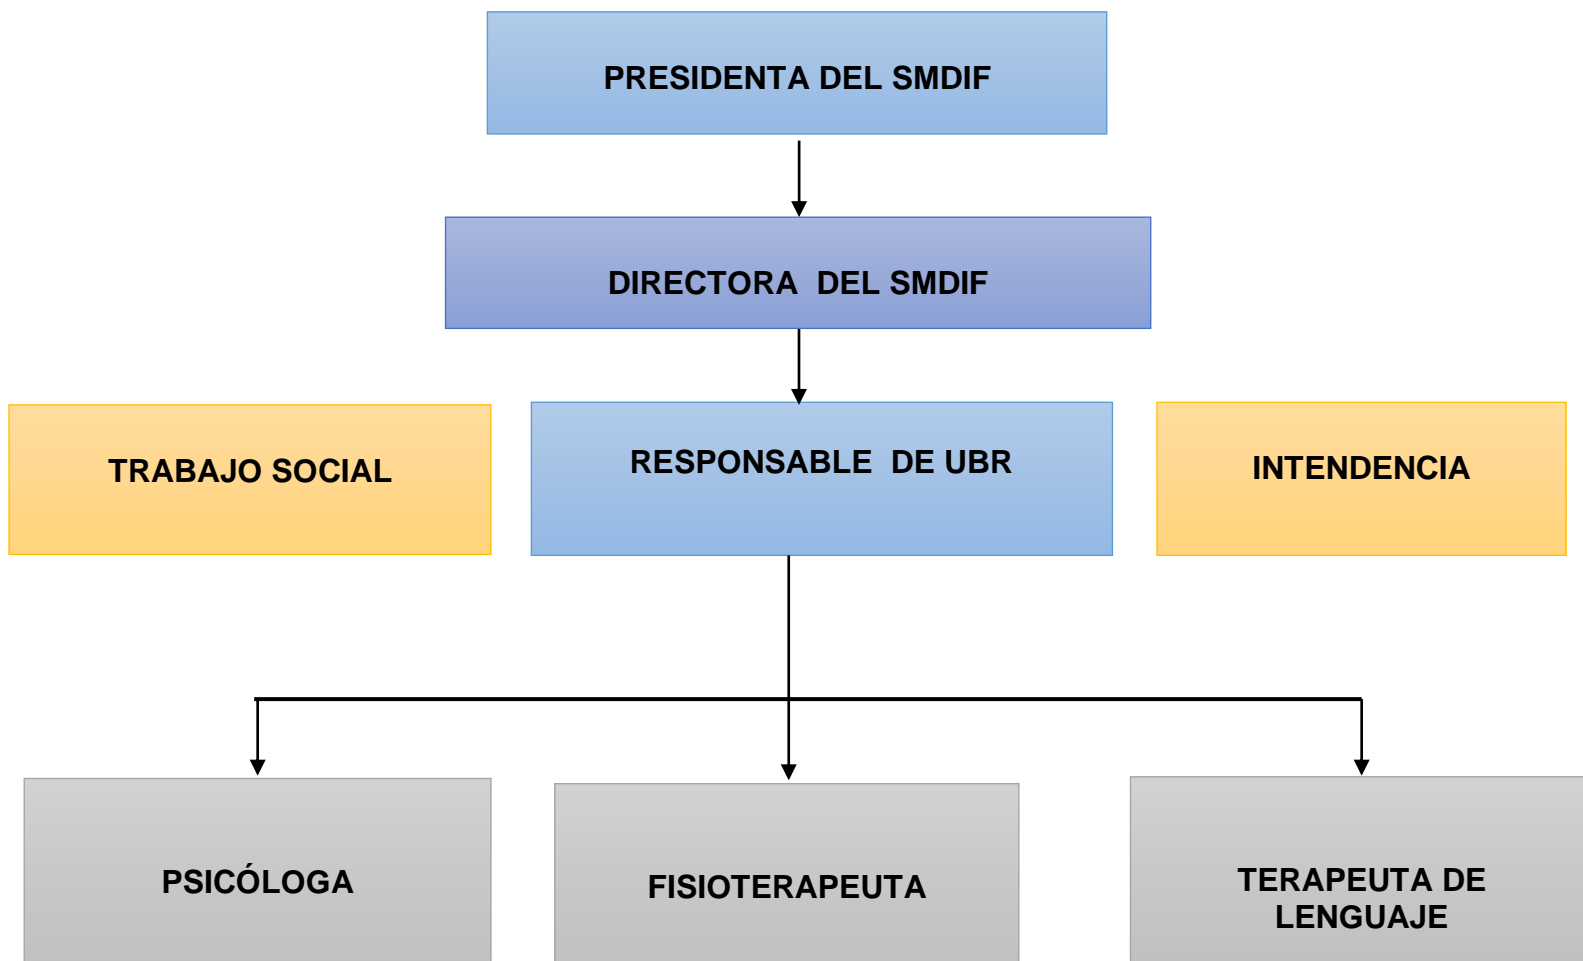 PRESIDENTA DEL SMDIF
DIRECTORA  DEL SMDIF
TRABAJO SOCIAL
RESPONSABLE  DE UBR
INTENDENCIA
PSICÓLOGA
FISIOTERAPEUTA
TERAPEUTA DE
LENGUAJE